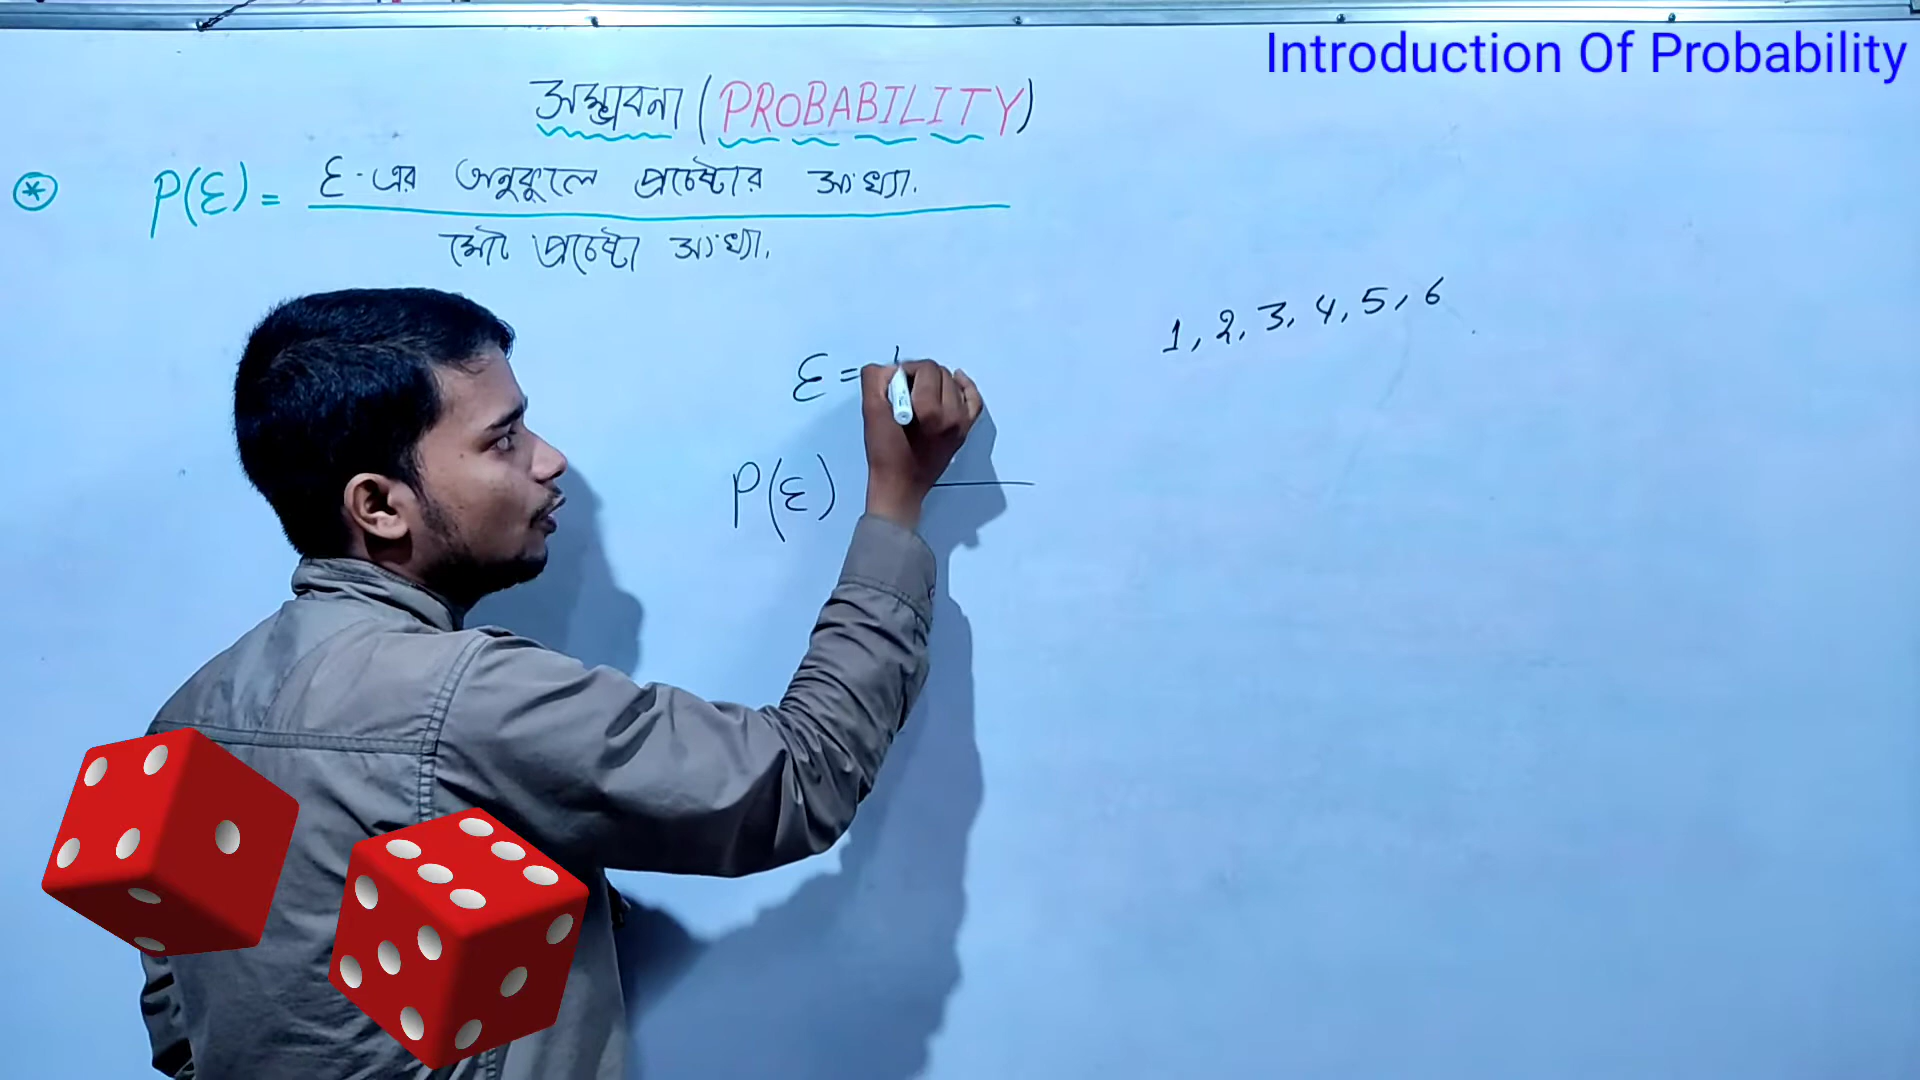 Introduction Of Probability
সম্ভাবনা (PROBABILITY)
* P(ε) = ε-এর অনুকূলে প্রচেষ্টার সংখ্যা.
মোট প্রচেষ্টা সংখ্যা.
1, 2, 3, 4, 5, 6
ε =
P(ε)